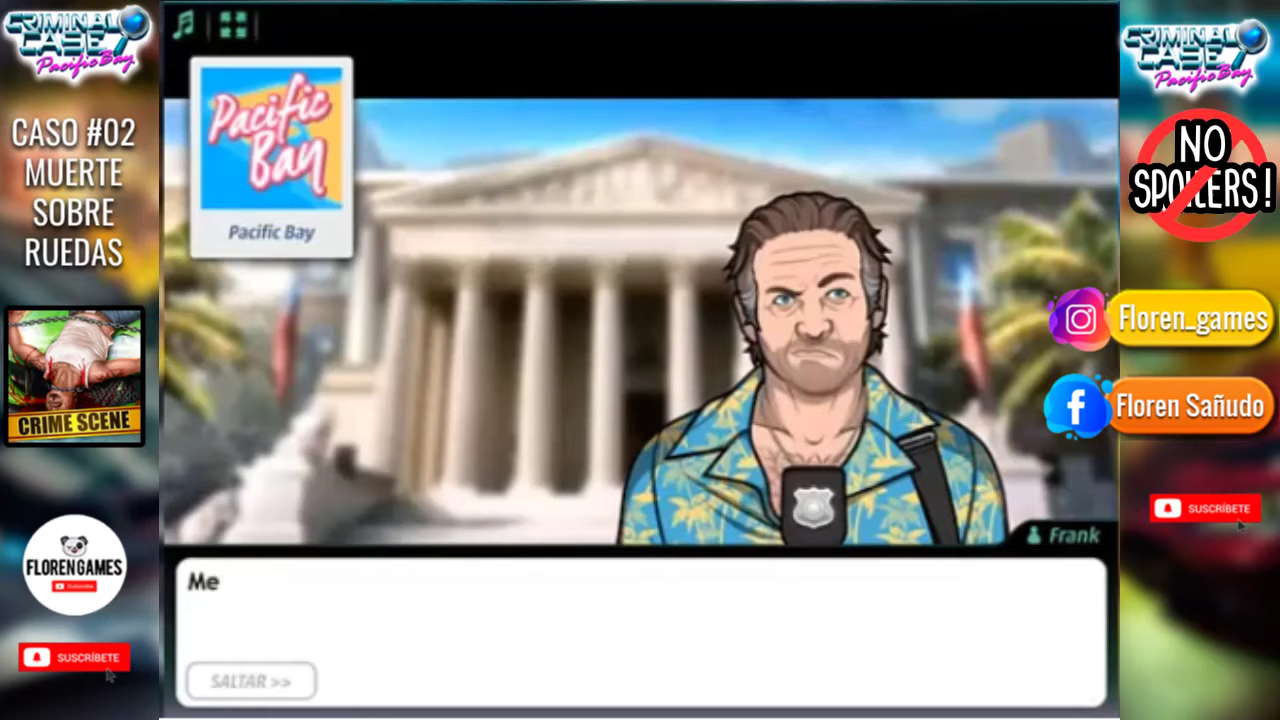 CRIMINAL
CASE
Pacific Bay
CASO #02
MUERTE
SOBRE
RUEDAS
CRIME SCENE
FLOREN GAMES
Subscribe
SUSCRÍBETE
Pacific
Bay
Pacific Bay
Frank
Me
SALTAR >>
CRIMINAL
CASE
Pacific Bay
NO
SPOILERS!
Floren_games
Floren Sañudo
SUSCRÍBETE